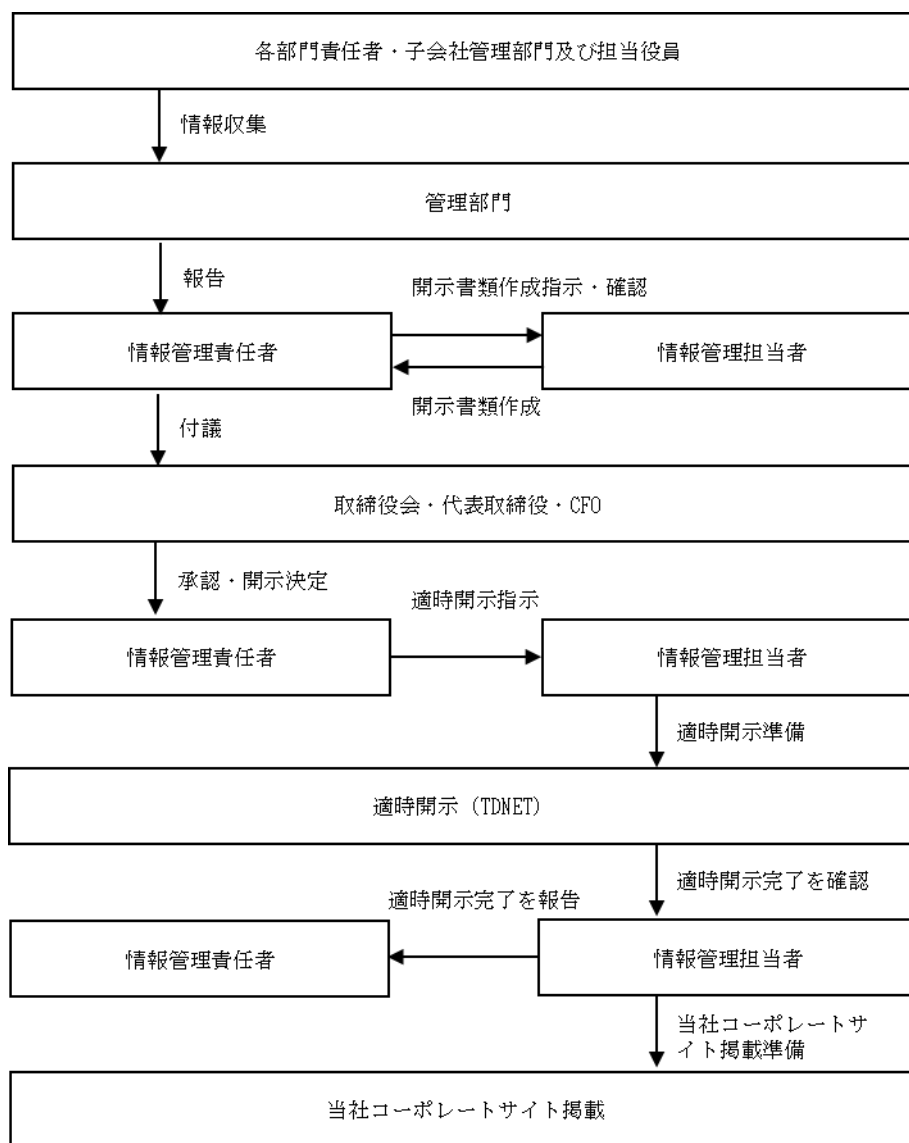 各部門責任者・子会社管理部門及び担当役員
情報収集
管理部門
報告
開示書類作成指示・確認
情報管理責任者
情報管理担当者
開示書類作成
付議
取締役会・代表取締役・CFO
承認・開示決定
適時開示指示
情報管理責任者
情報管理担当者
適時開示準備
適時開示（TDNET）
適時開示完了を確認
適時開示完了を報告
情報管理責任者
情報管理担当者
当社コーポレートサ
イト掲載準備
当社コーポレートサイト掲載